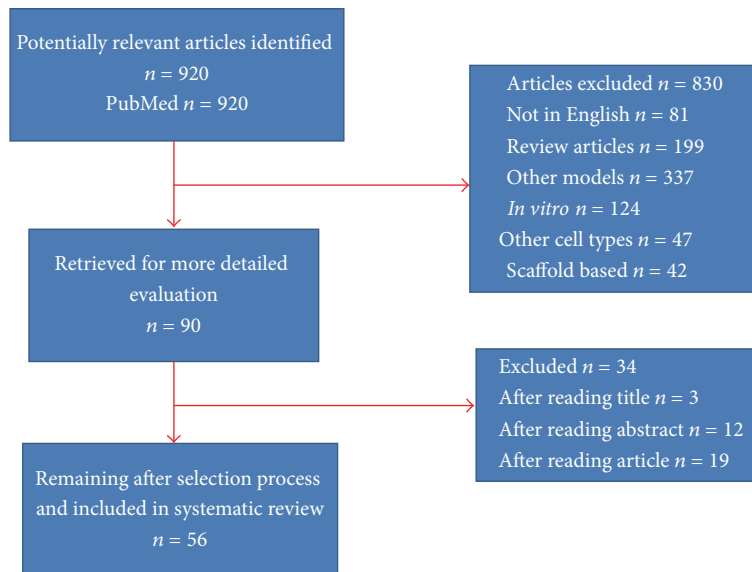 Potentially relevant articles identified
n = 920
PubMed n = 920
Articles excluded n = 830
Not in English n = 81
Review articles n = 199
Other models n = 337
In vitro n = 124
Other cell types n = 47
Scaffold based n = 42
Retrieved for more detailed
evaluation
n = 90
Excluded n = 34
After reading title n = 3
After reading abstract n = 12
After reading article n = 19
Remaining after selection process
and included in systematic review
n = 56